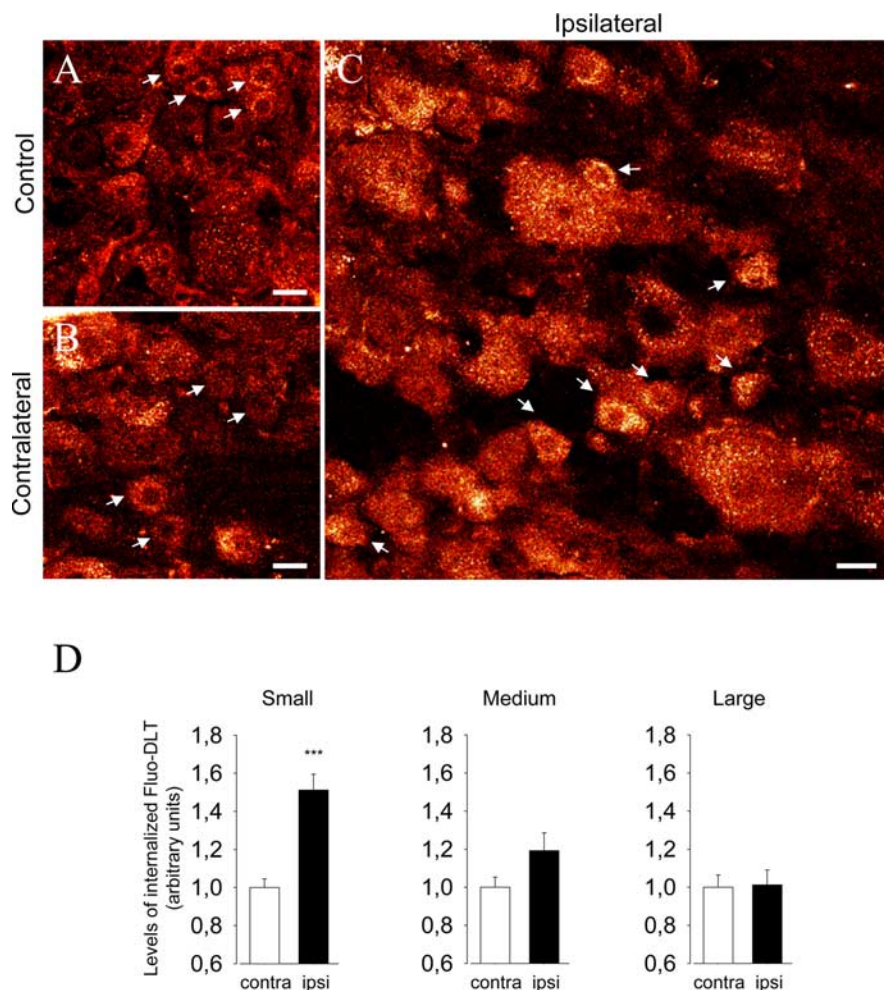 Ipsilateral
A
C
Control
B
Contralateral
D
Small
Medium
Large
Levels of internalized Fluo-DLT
(arbitrary units)
1,8
1,6
1,4
1,2
1,0
0,8
0,6
***
contra ipsi
1,8
1,6
1,4
1,2
1,0
0,8
0,6
contra ipsi
1,8
1,6
1,4
1,2
1,0
0,8
0,6
contra ipsi